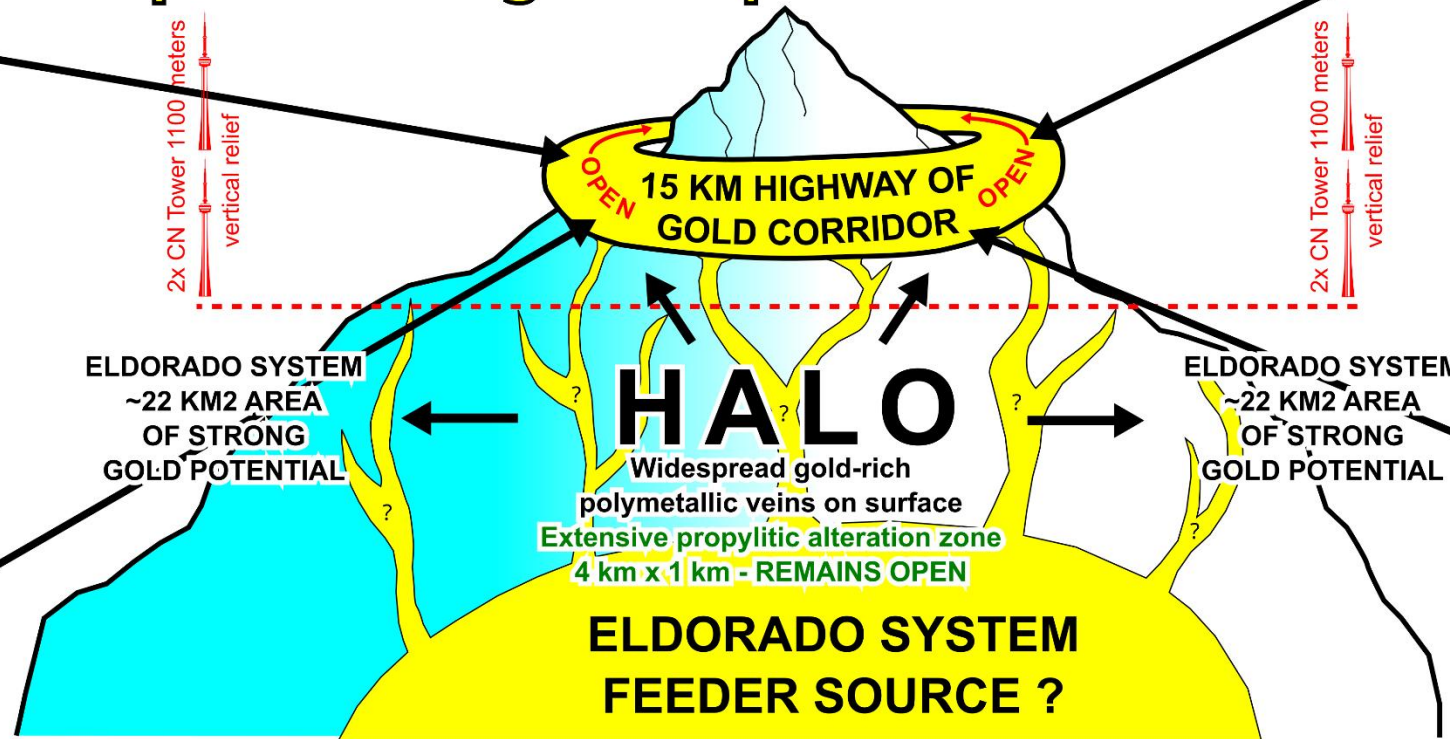 2x CN Tower 1100 meters
vertical relief
2x CN Tower 1100 meters
vertical relief
OPEN
15 KM HIGHWAY OF
GOLD CORRIDOR
OPEN
ELDORADO SYSTEM
~22 KM2 AREA
OF STRONG
GOLD POTENTIAL
HALO
Widespread gold-rich
polymetallic veins on surface
Extensive propylitic alteration zone
4 km x 1 km - REMAINS OPEN
ELDORADO SYSTEM
~22 KM2 AREA
OF STRONG
GOLD POTENTIAL
?
?
?
?
?
ELDORADO SYSTEM
FEEDER SOURCE ?